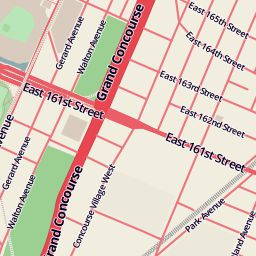 East 165th Street
Gerard Avenue
Walton Avenue
Grand Concourse
East 164th Street
East 163rd Street
East 161st Street
East 162nd Street
East 161st Street
Avenue
Gerard Avenue
Walton Avenue
Grand Concourse
Concourse Village West
Park Avenue
Avenue